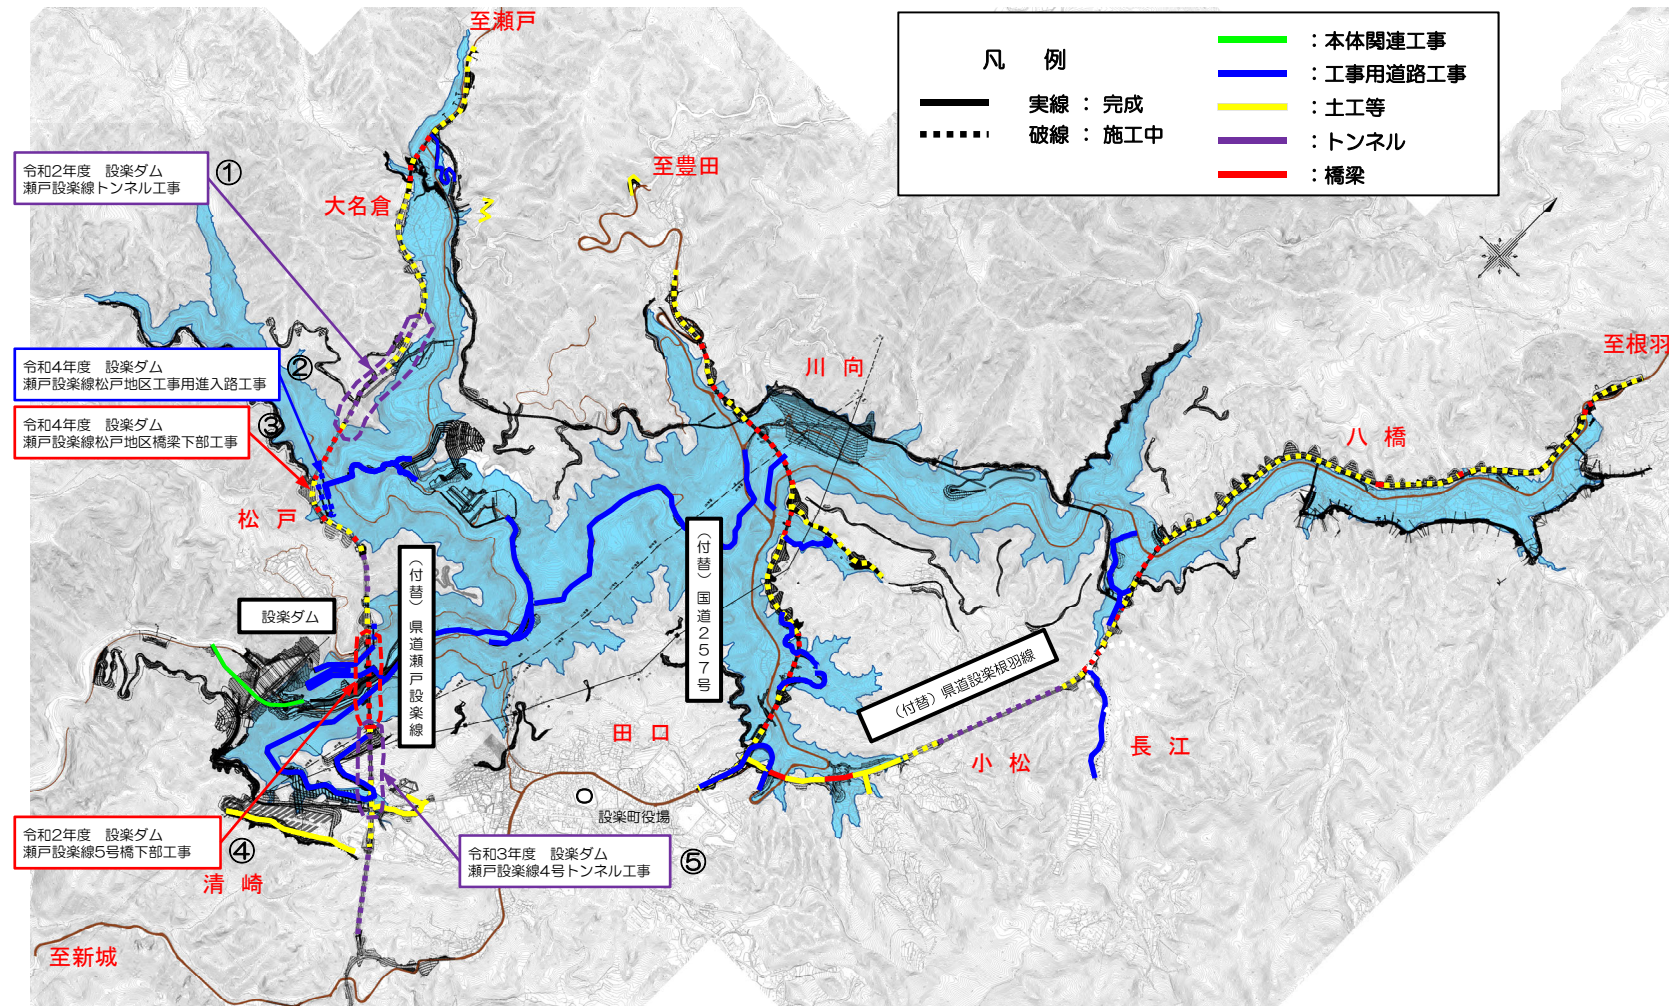 至瀬戸
凡　例
実線 ： 完成
破線 ： 施工中
：本体関連工事
：工事用道路工事
：土工等
：トンネル
：橋梁
令和2年度　設楽ダム
瀬戸設楽線トンネル工事
①
大名倉
至豊田
至根羽
令和4年度　設楽ダム
瀬戸設楽線松戸地区工事用進入路工事
②
令和4年度　設楽ダム
瀬戸設楽線松戸地区橋梁下部工事
③
川向
八橋
松戸
設楽ダム
（付替）県道瀬戸設楽線
（付替）国道２５７号
（付替）県道設楽根羽線
田口
小松
長江
設楽町役場
令和2年度　設楽ダム
瀬戸設楽線5号橋下部工事
④
清崎
令和3年度　設楽ダム
瀬戸設楽線4号トンネル工事
⑤
至新城